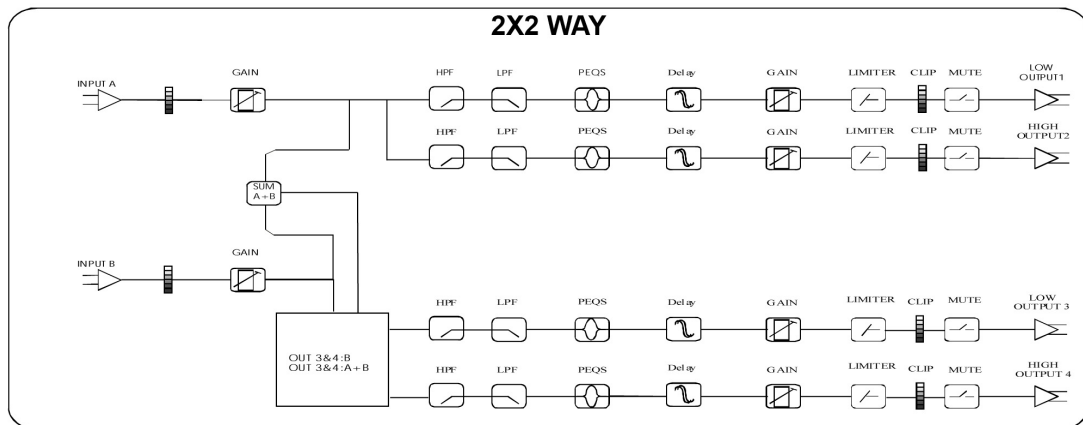 2X2 WAY
INPUT A
GAIN
HPF LPF PEQS Delay GAIN LIMITER CLIP MUTE LOW
OUTPUT1
HPF LPF PEQS Delay GAIN LIMITER CLIP MUTE HIGH
OUTPUT2
SUM
A+B
INPUT B
GAIN
HPF LPF PEQS Delay GAIN LIMITER CLIP MUTE LOW
OUTPUT 3
OUT 3&4:B
OUT 3&4:A+B
HPF LPF PEQS Delay GAIN LIMITER CLIP MUTE HIGH
OUTPUT 4